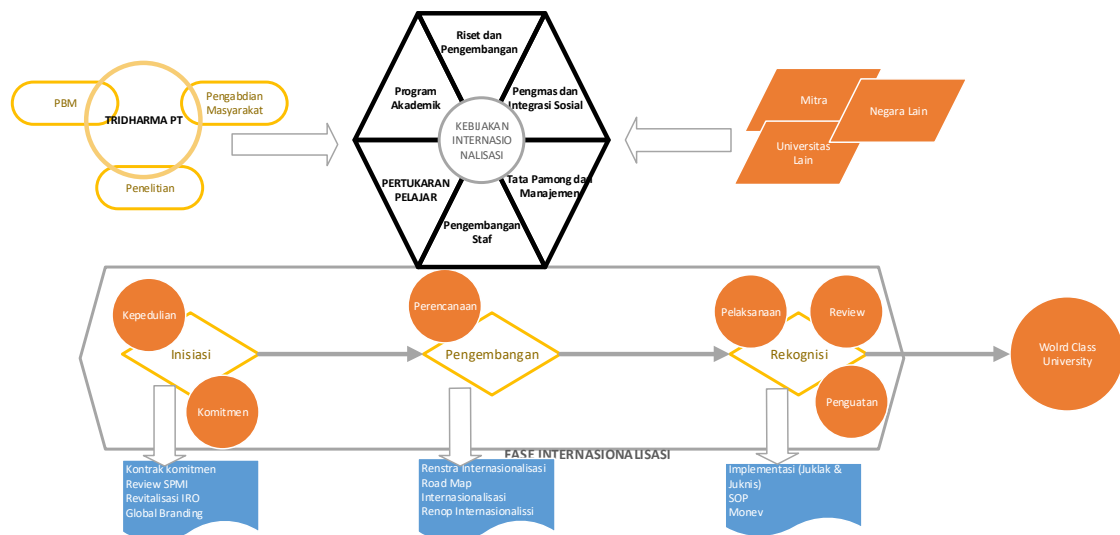 PBM
TRIDHARMA PT
Pengabdian
Masyarakat
Penelitian
Riset dan
Pengembangan
Program
Akademik
Pengmas dan
Integrasi Sosial
KEBIJAKAN
INTERNASIO
NALISASI
PERTUKARAN
PELAJAR
Tata Pamong dan
Manajemen
Pengembangan
Staf
Mitra
Negara Lain
Universitas
Lain
Kepedulian
Inisiasi
Komitmen
Perencanaan
Pengembangan
Pelaksanaan
Review
Rekognisi
Penguatan
Wolrd Class
University
FASE INTERNASIONALISASI
Kontrak komitmen
Review SPMI
Revitalisasi IRO
Global Branding
Renstra Internasionalisasi
Road Map
Internasionalisasi
Renop Internasionalissi
Implementasi (Juklak &
Juknis)
SOP
Monev